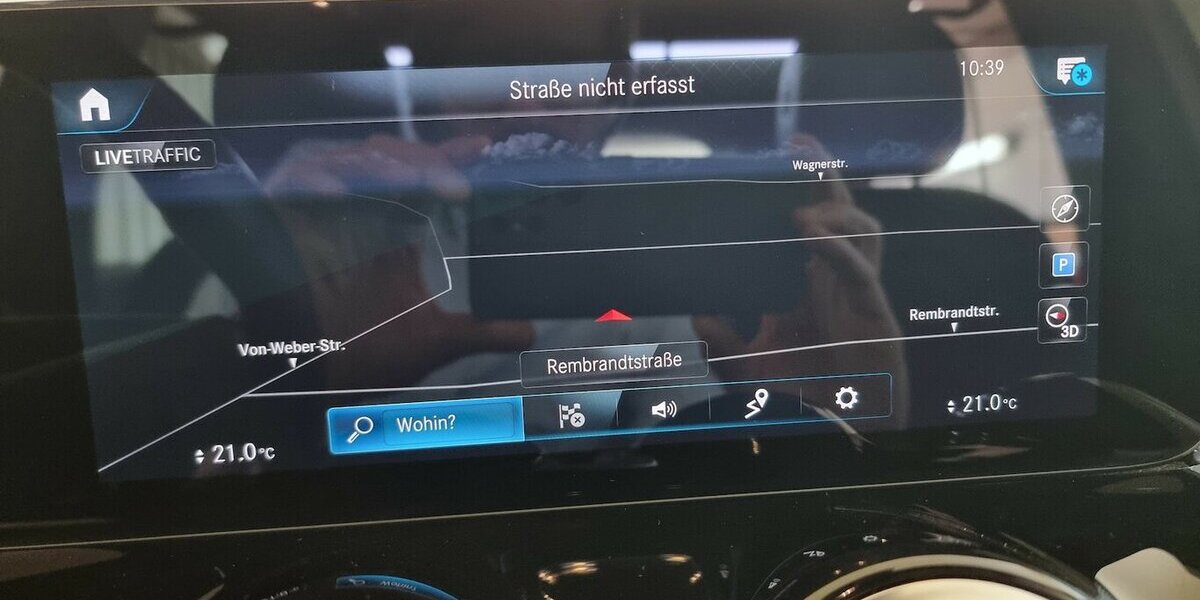 Straße nicht erfasst
10:39
LIVETRAFFIC
Wagnerstr.
P
Rembrandtstr.
3D
Von-Weber-Str.
Rembrandtstraße
Wohin?
21.0°C
21.0°C